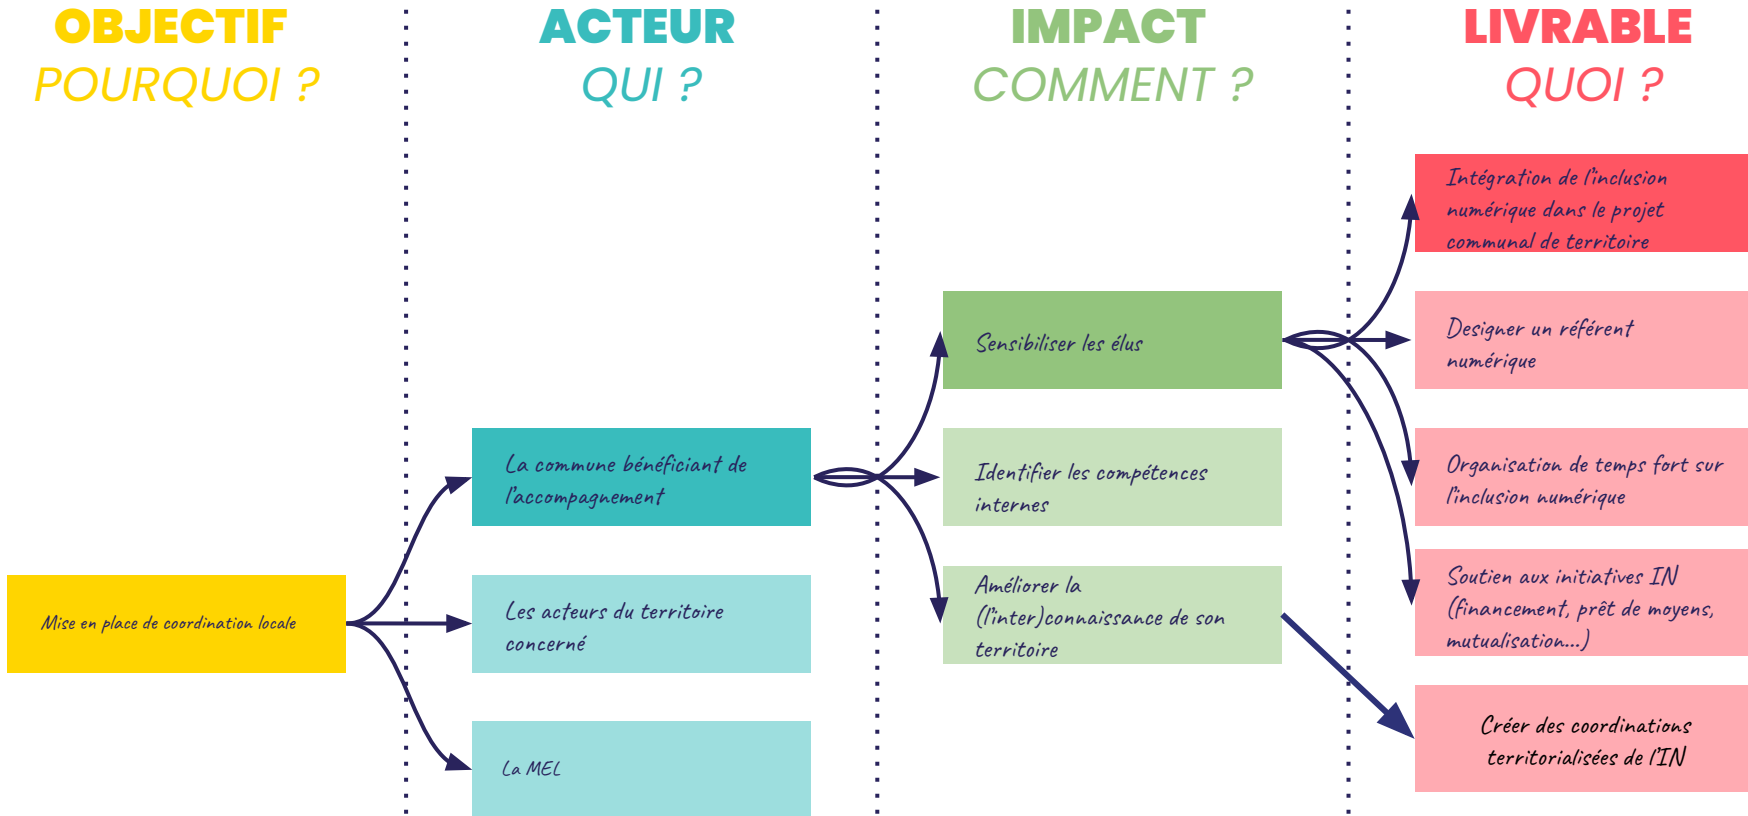 OBJECTIF
POURQUOI ?
ACTEUR
QUI ?
IMPACT
COMMENT ?
LIVRABLE
QUOI ?
Mise en place de coordination locale
La commune bénéficiant de
l'accompagnement
Les acteurs du territoire
concerné
La MEL
Sensibiliser les élus
Identifier les compétences
internes
Améliorer la
(l'inter)connaissance de son
territoire
Intégration de l'inclusion
numérique dans le projet
communal de territoire
Designer un référent
numérique
Organisation de temps fort sur
l'inclusion numérique
Soutien aux initiatives IN
(financement, prêt de moyens,
mutualisation...)
Créer des coordinations
territorialisées de l'IN